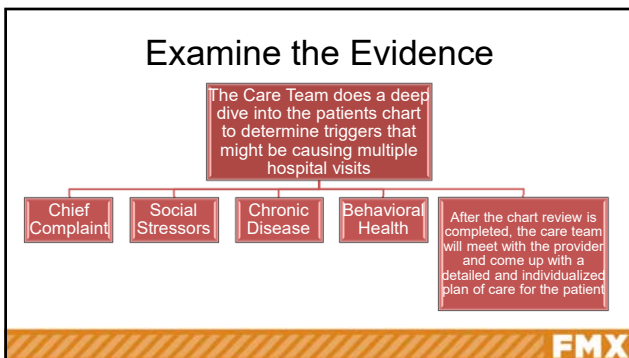 Examine the Evidence
The Care Team does a deep
dive into the patients chart
to determine triggers that
might be causing multiple
hospital visits
Chief
Complaint
Social
Stressors
Chronic
Disease
Behavioral
Health
After the chart review is
completed, the care team
will meet with the provider
and come up with a
detailed and individualized
plan of care for the patient
FMX